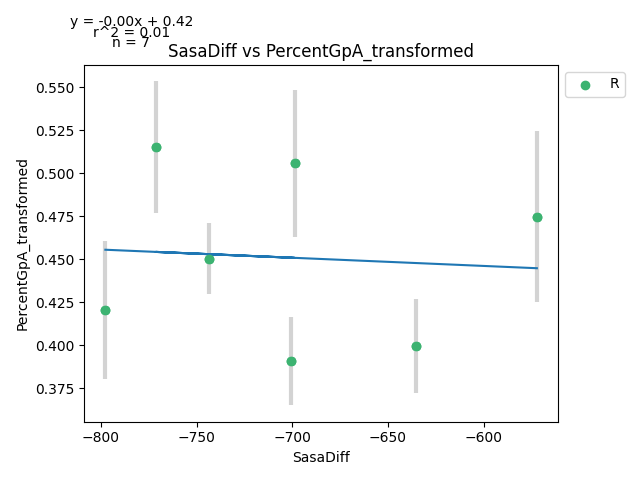 y = -0.00x + 0.42
r^2 = 0.01
n = 7
SasaDiff vs PercentGpA_transformed
R
PercentGpA_transformed
0.550
0.525
0.500
0.475
0.450
0.425
0.400
0.375
−800
−750
−700
−650
−600
SasaDiff